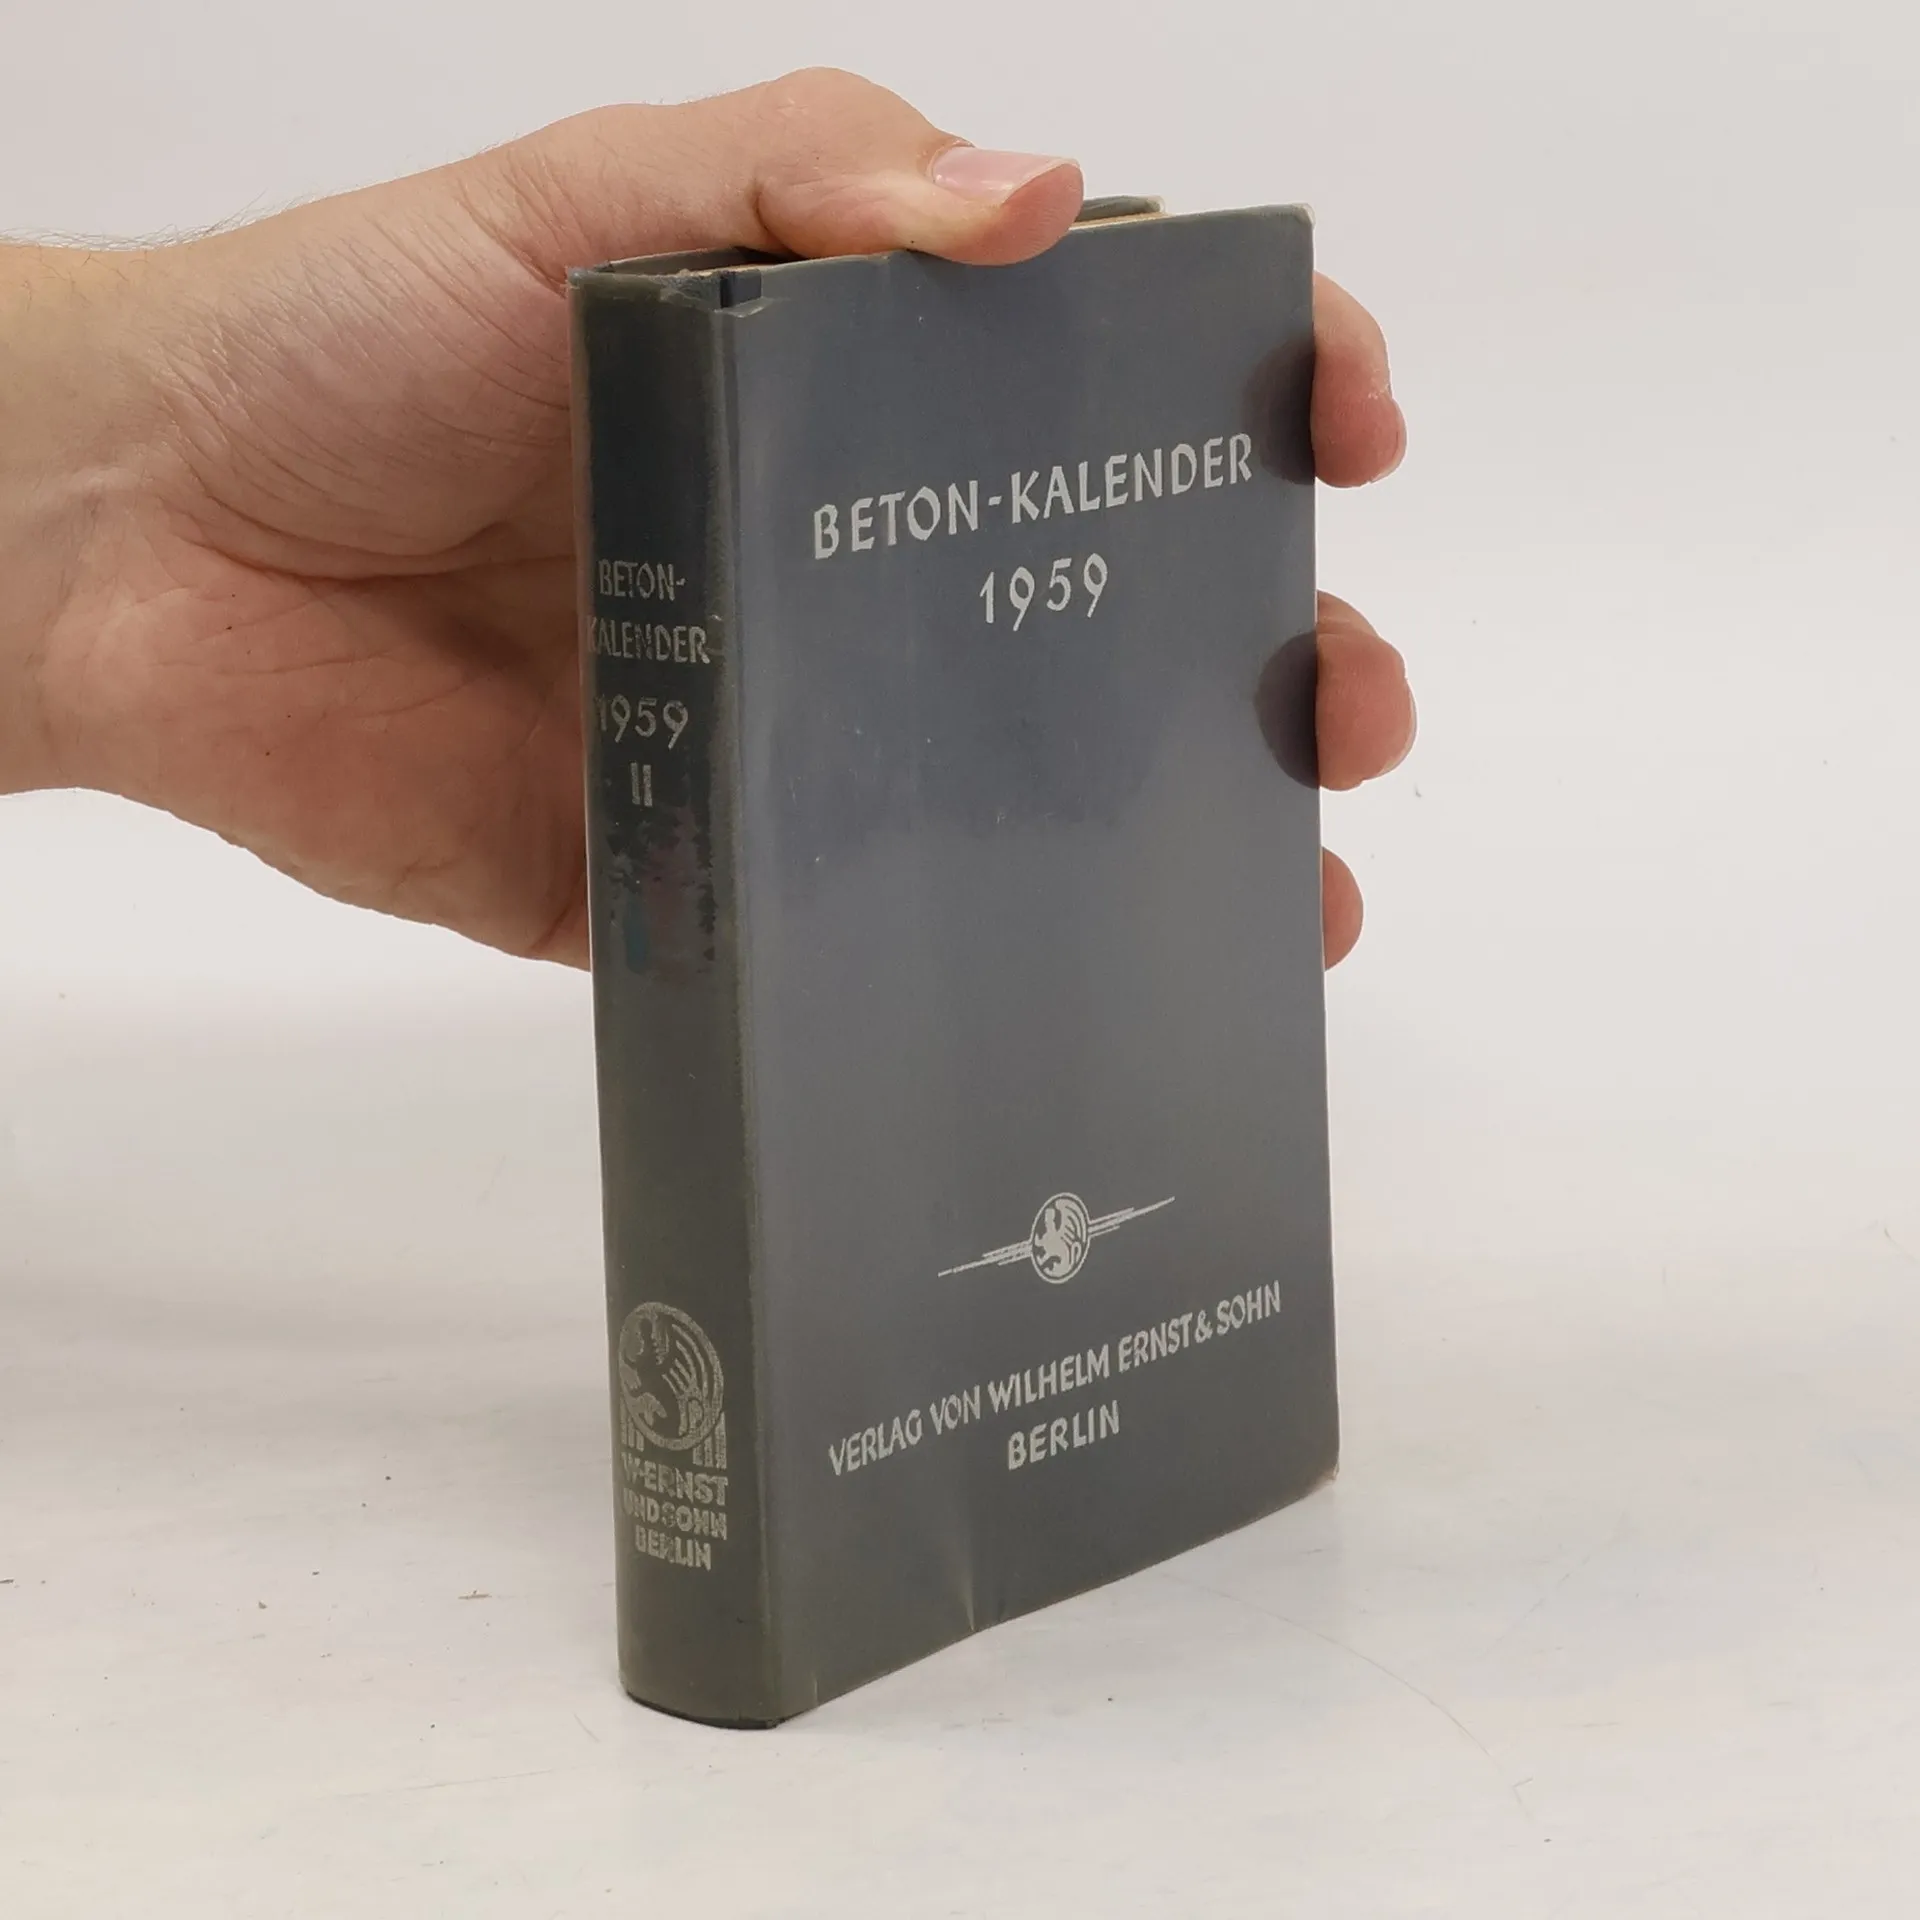 BETON-KALENDER
1959
VERLAG VON WILHELM ERNST & SOHN
BERLIN
BETON-
KALENDER
1959
II
W·ERNST
UND SOHN
BERLIN